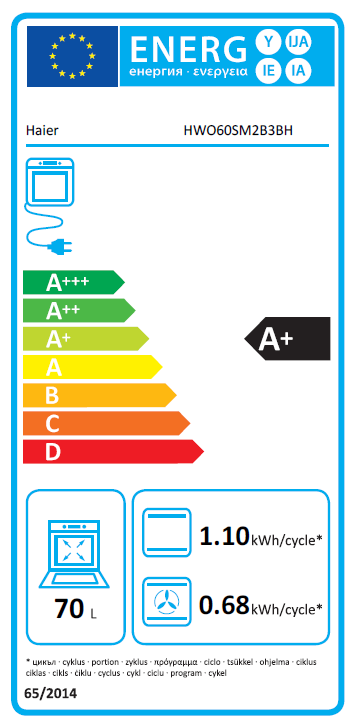 ENERG Y IJA
енергия · ενεργεια IE IA
Haier HWO60SM2B3BH
A+++
A++
A+
A+
A
B
C
D
1.10 kWh/cycle*
70 L
0.68 kWh/cycle*
* цикъл · cyklus · portion · zyklus · πρόγραμμα · ciclo · tsükkel · ohjelma · ciklus
ciklas · cikls · ċiklu · cyclus · cykl · ciclu · program · cykel
65/2014